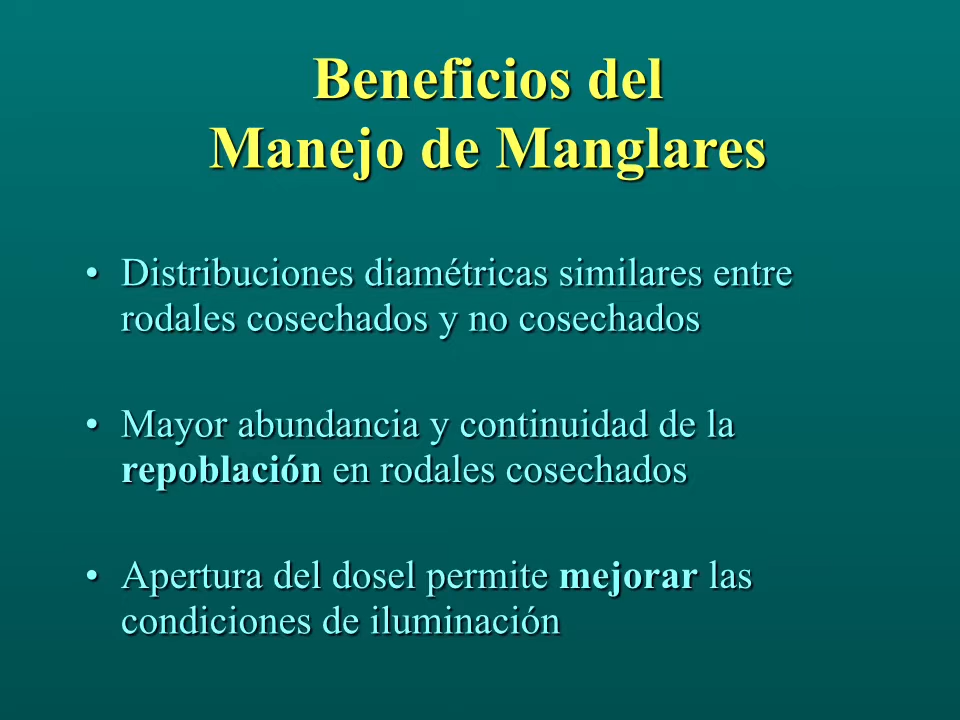 Beneficios del
Manejo de Manglares
• Distribuciones diamétricas similares entre
rodales cosechados y no cosechados
• Mayor abundancia y continuidad de la
repoblación en rodales cosechados
• Apertura del dosel permite mejorar las
condiciones de iluminación